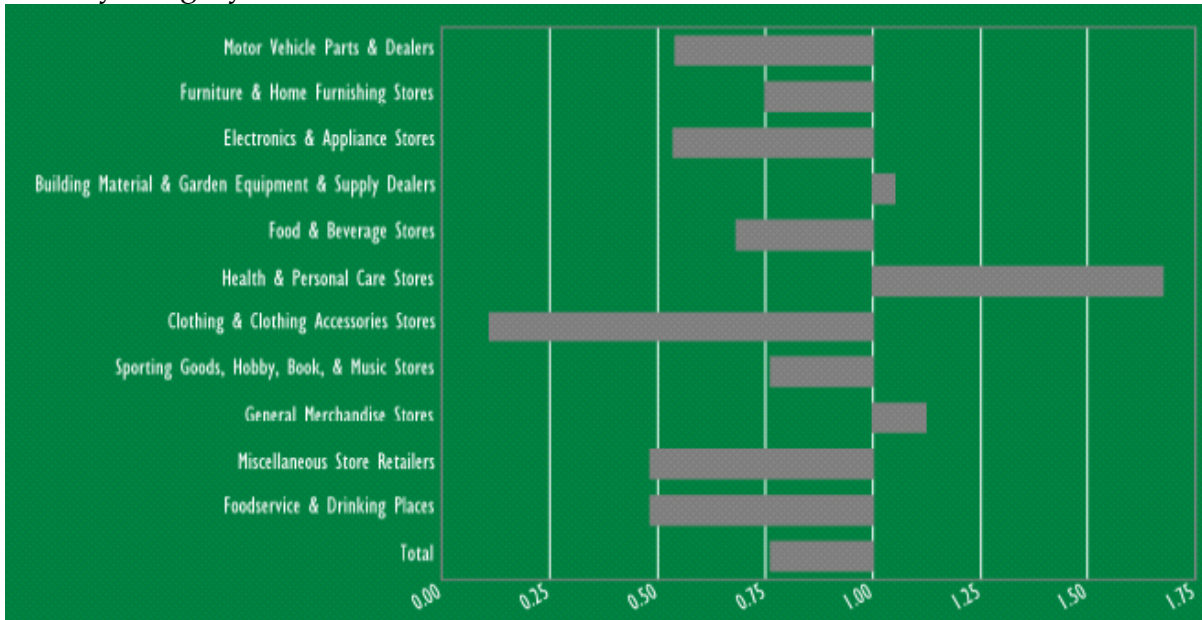 Motor Vehicle Parts & Dealers
Furniture & Home Furnishing Stores
Electronics & Appliance Stores
Building Material & Garden Equipment & Supply Dealers
Food & Beverage Stores
Health & Personal Care Stores
Clothing & Clothing Accessories Stores
Sporting Goods, Hobby, Book, & Music Stores
General Merchandise Stores
Miscellaneous Store Retailers
Foodservice & Drinking Places
Total
0.00 0.25 0.50 0.75 1.00 1.25 1.50 1.75